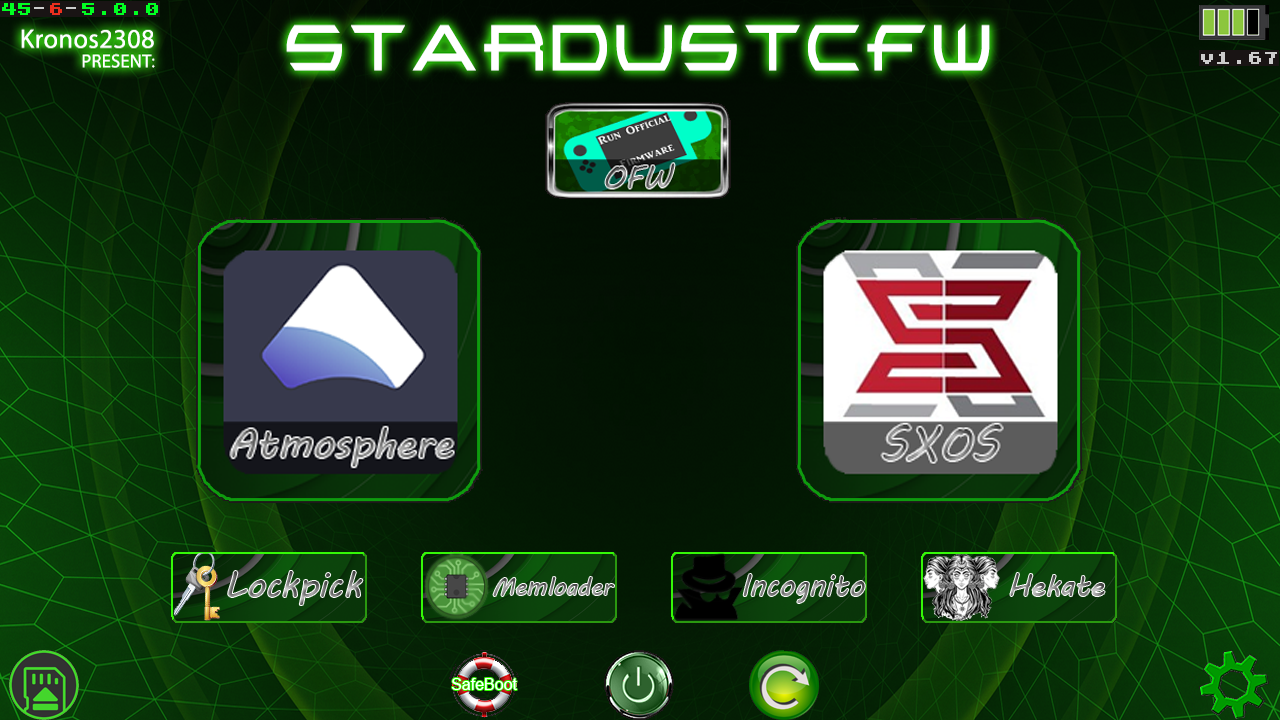 45-6-5.0.0
Kronos2308
PRESENT:
STARDUSTCFW
v1.67
Run Official
Firmware
OFW
Atmosphere
SXOS
Lockpick
Memloader
Incognito
Hekate
SafeBoot